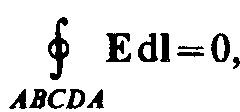 ∮ E dl = 0,
ABCDA